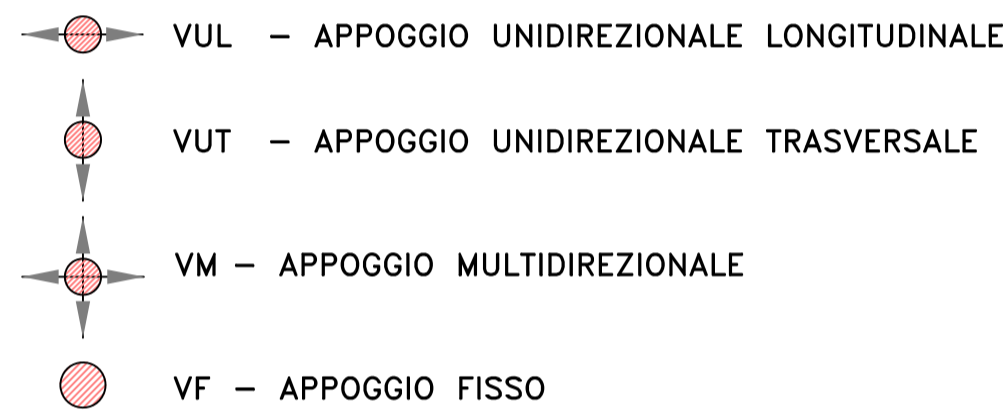 VUL – APPOGGIO UNIDIREZIONALE LONGITUDINALE
VUT – APPOGGIO UNIDIREZIONALE TRASVERSALE
VM – APPOGGIO MULTIDIREZIONALE
VF – APPOGGIO FISSO